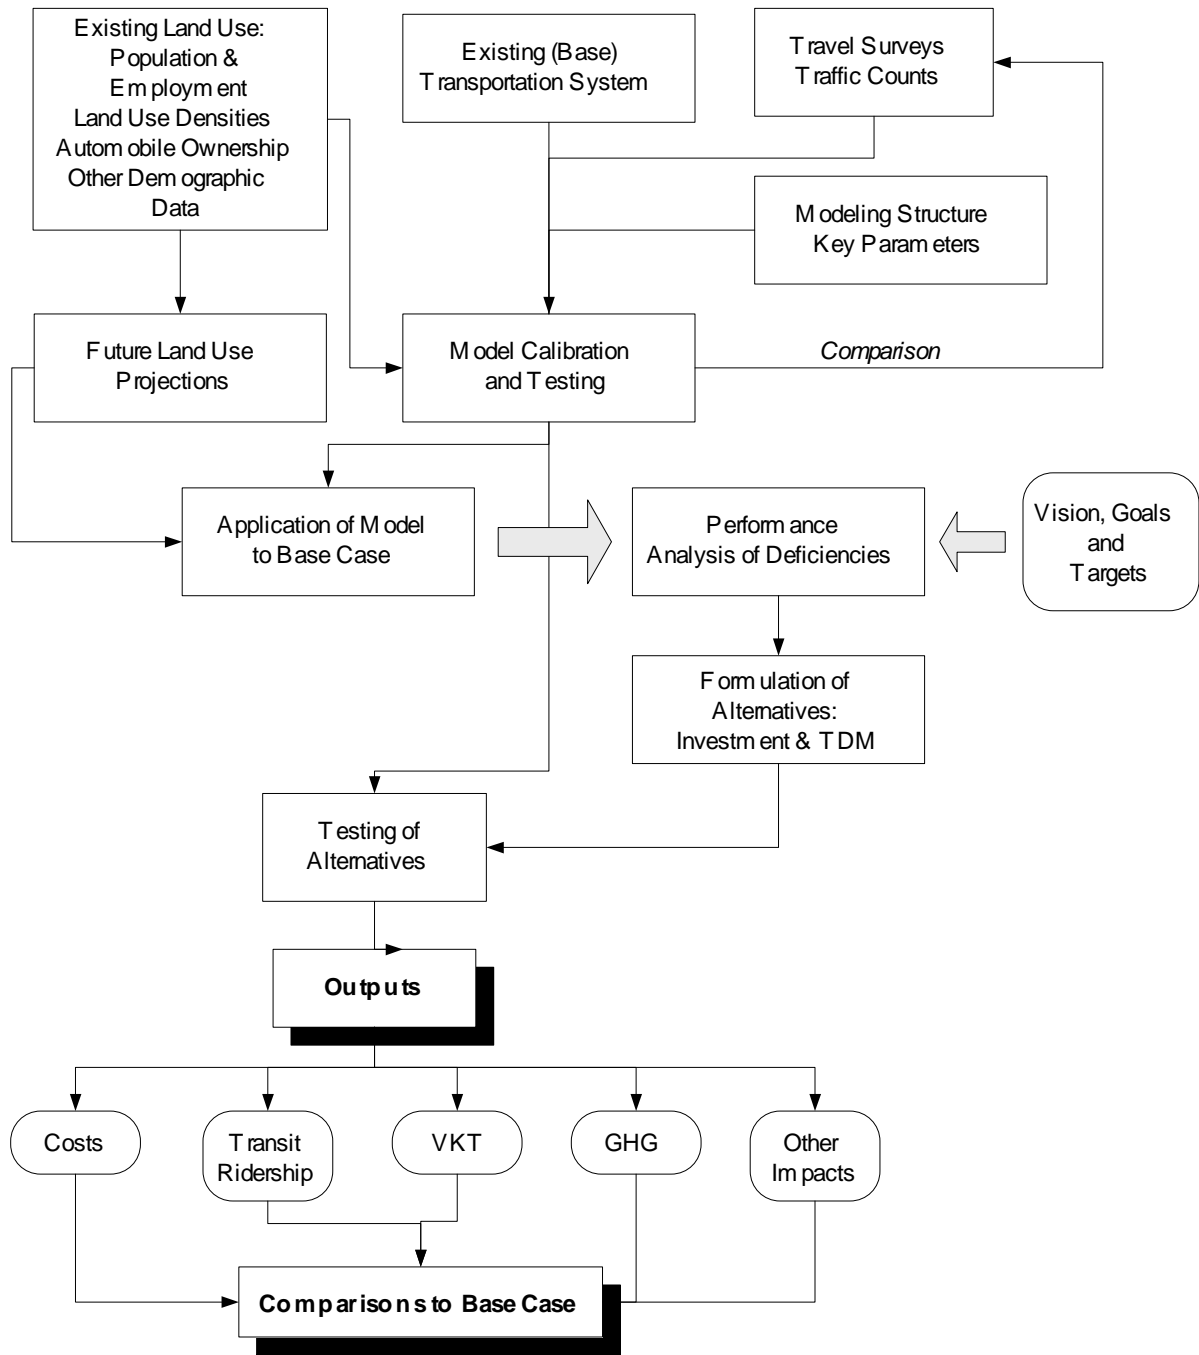 Existing Land Use:
Population &
Employment
Land Use Densities
Automobile Ownership
Other Demographic
Data
Existing (Base)
Transportation System
Travel Surveys
Traffic Counts
Modeling Structure
Key Parameters
Future Land Use
Projections
Model Calibration
and Testing
Comparison
Application of Model
to Base Case
Performance
Analysis of Deficiencies
Vision, Goals
and
Targets
Formulation of
Alternatives:
Investment & TDM
Testing of
Alternatives
Outputs
Costs
Transit
Ridership
VKT
GHG
Other
Impacts
Comparisons to Base Case